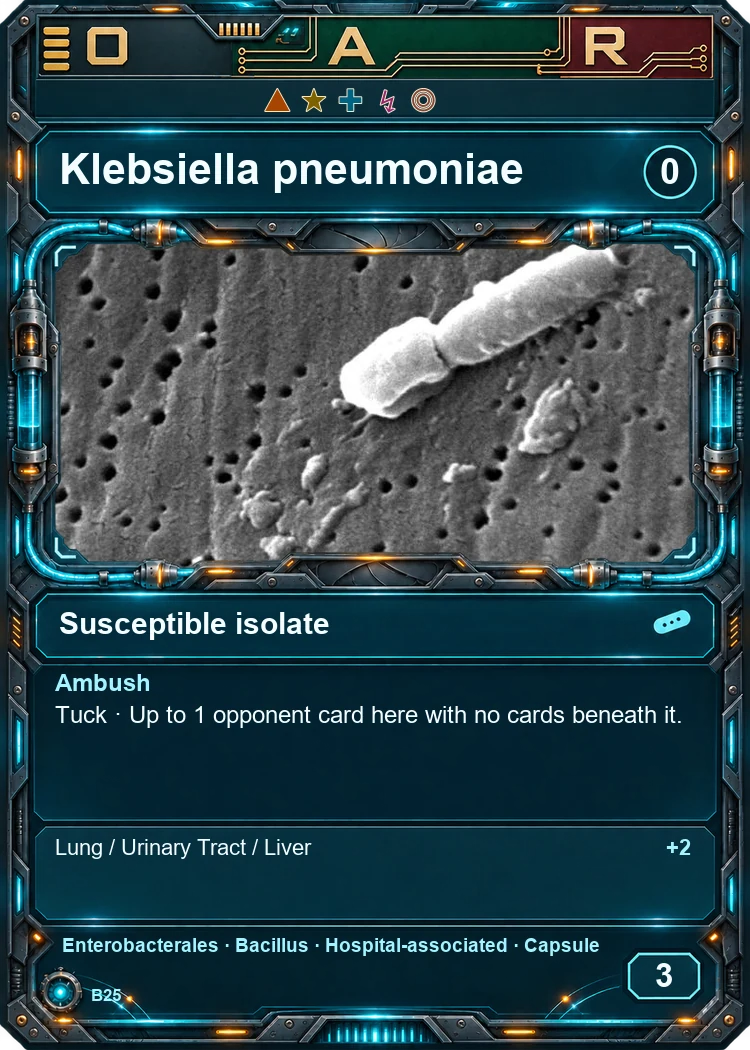 O A R
Klebsiella pneumoniae 0
Susceptible isolate
Ambush
Tuck · Up to 1 opponent card here with no cards beneath it.
Lung / Urinary Tract / Liver +2
Enterobacterales · Bacillus · Hospital-associated · Capsule
B25 3